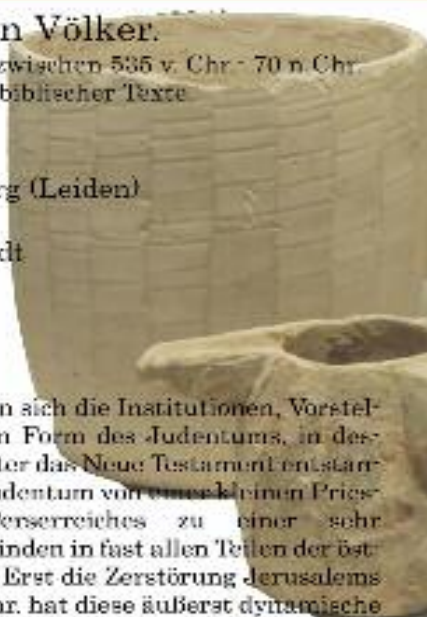 n Völker.
zwischen 535 v. Chr. - 70 n.Chr.
biblischer Texte
rg (Leiden)
dt
n sich die Institutionen, Vorstel-
n Form des Judentums, in des-
ter das Neue Testament entstan-
udentum von einer kleinen Pries-
erserreiches zu einer sehr
inden in fast allen Teilen der öst-
Erst die Zerstörung Jerusalems
hr. hat diese äußerst dynamische